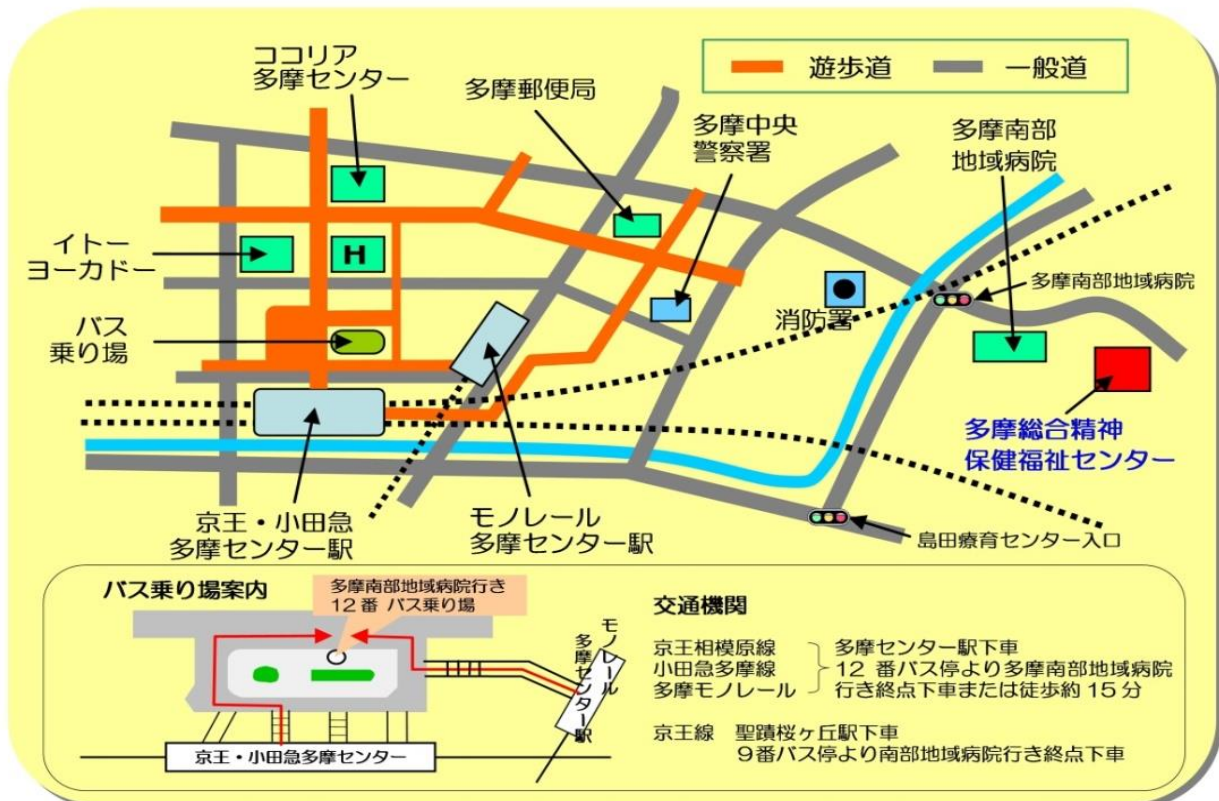 ココリア
多摩センター
多摩郵便局
遊歩道
一般道
多摩中央
警察署
多摩南部
地域病院
イトー
ヨーカドー
H
バス
乗り場
消防署
多摩南部地域病院
多摩総合精神
保健福祉センター
京王・小田急
多摩センター駅
モノレール
多摩センター駅
島田療育センター入口
バス乗り場案内
多摩南部地域病院行き
12番 バス乗り場
モノレール
多摩センター駅
京王・小田急多摩センター
交通機関
京王相模原線 多摩センター駅下車
小田急多摩線 12 番バス停より多摩南部地域病院
多摩モノレール 行き終点下車または徒歩約 15 分
京王線 聖蹟桜ヶ丘駅下車
9番バス停より南部地域病院行き終点下車